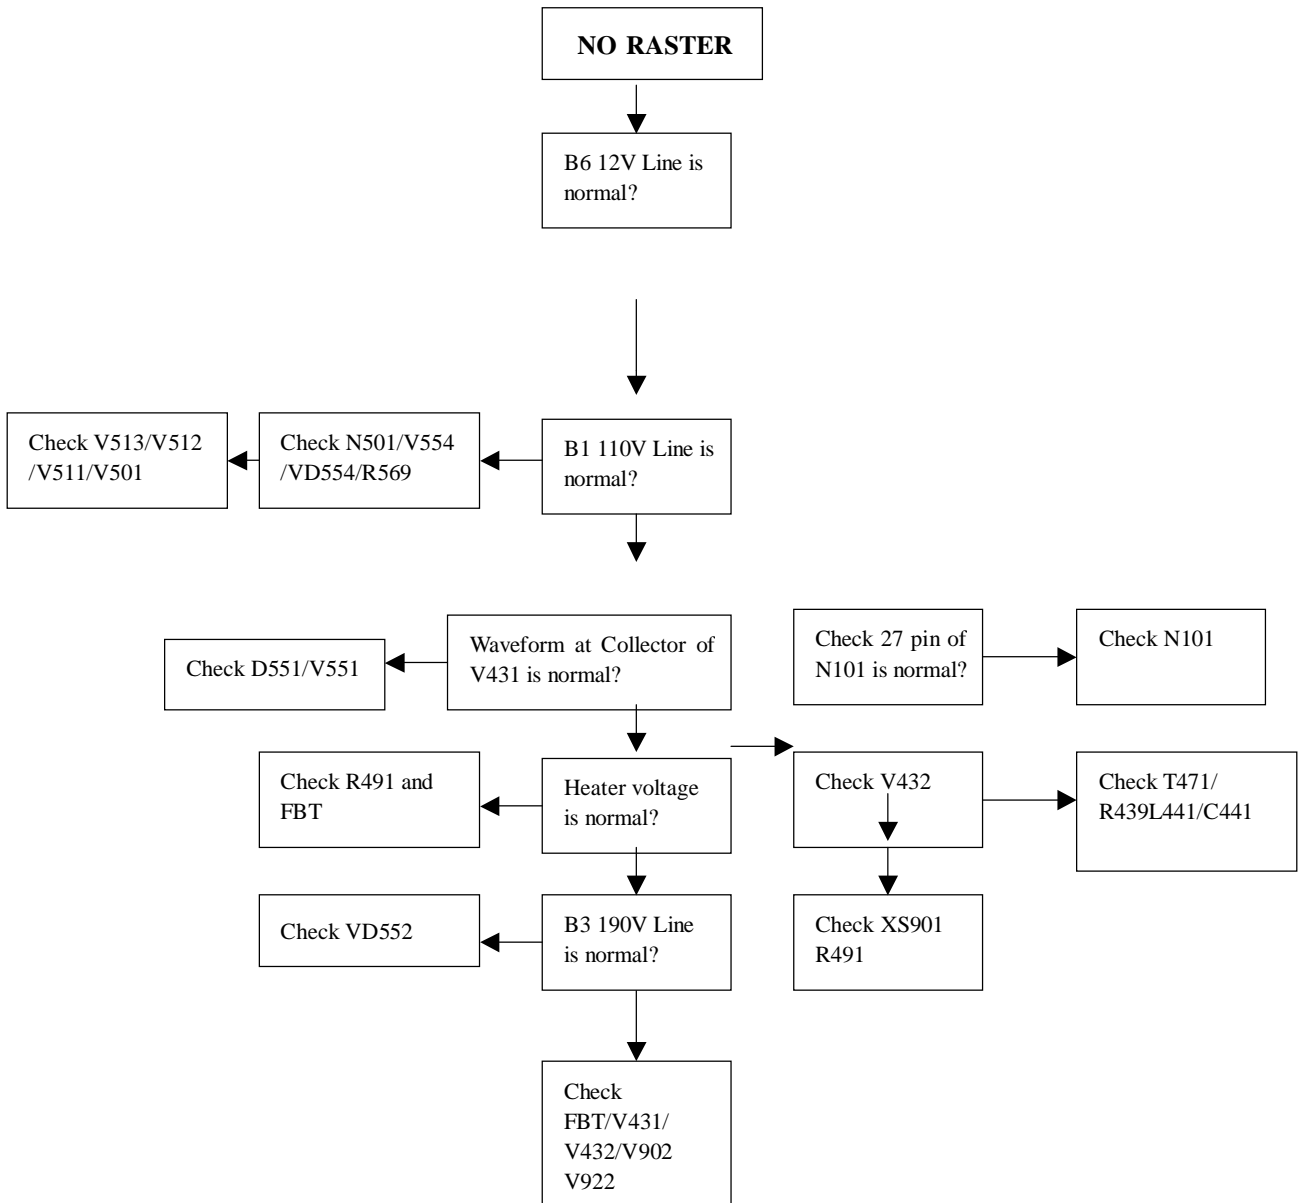 NO RASTER
B6 12V Line is
normal?
Check V513/V512
/V511/V501
Check N501/V554
/VD554/R569
B1 110V Line is
normal?
Check D551/V551
Waveform at Collector of
V431 is normal?
Check 27 pin of
N101 is normal?
Check N101
Check R491 and
FBT
Heater voltage
is normal?
Check V432
Check T471/
R439L441/C441
Check VD552
B3 190V Line
is normal?
Check XS901
R491
Check
FBT/V431/
V432/V902
V922